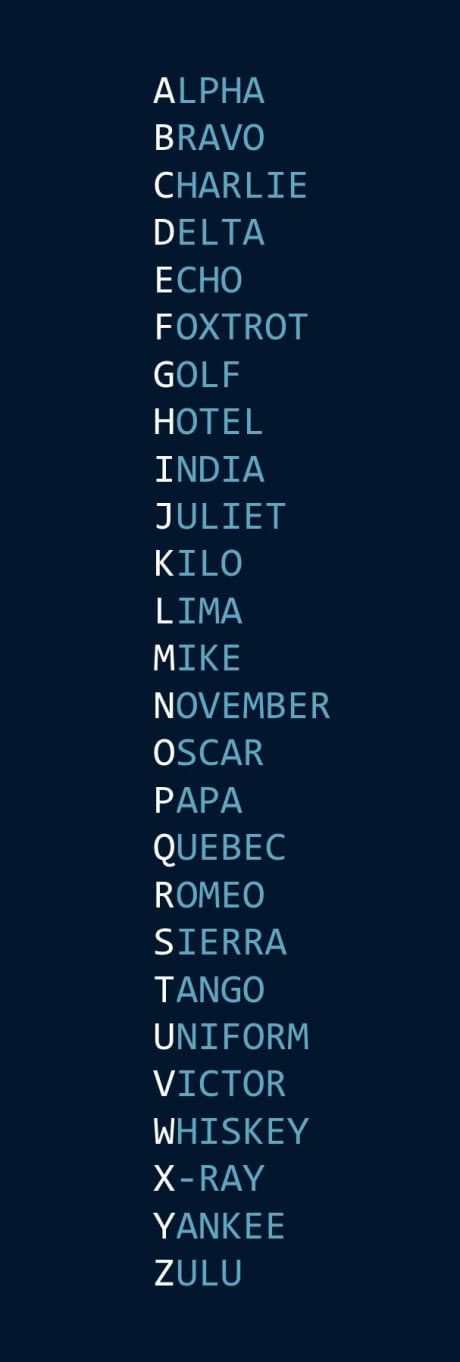 ALPHA
BRAVO
CHARLIE
DELTA
ECHO
FOXTROT
GOLF
HOTEL
INDIA
JULIET
KILO
LIMA
MIKE
NOVEMBER
OSCAR
PAPA
QUEBEC
ROMEO
SIERRA
TANGO
UNIFORM
VICTOR
WHISKEY
X-RAY
YANKEE
ZULU